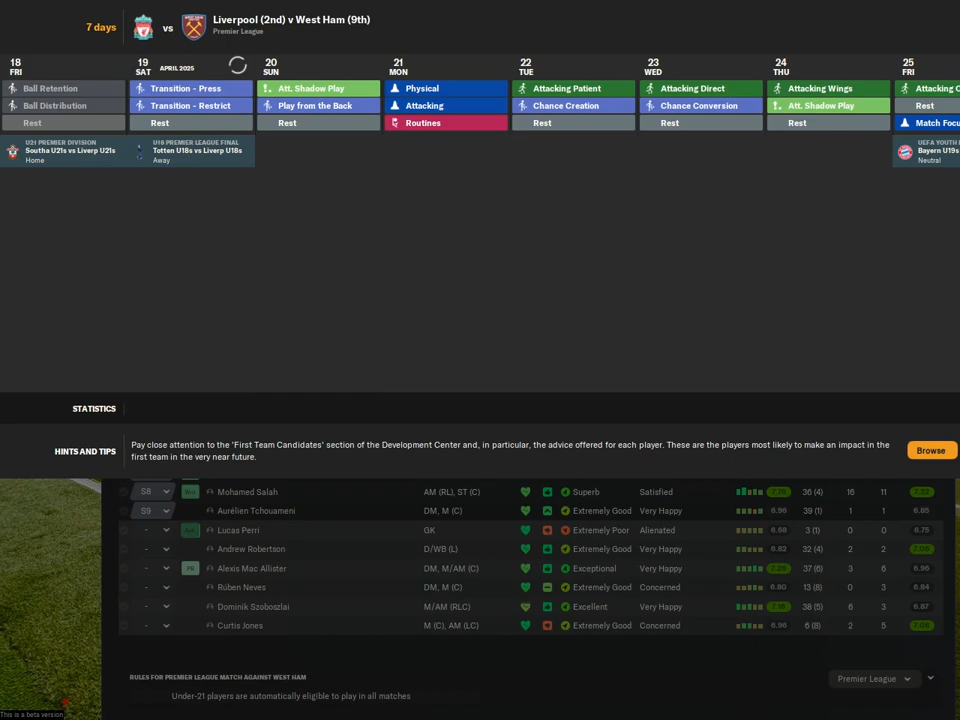 7 days
vs
Liverpool (2nd) v West Ham (9th)
Premier League
18
FRI
19
SAT APRIL 2025
20
SUN
21
MON
22
TUE
23
WED
24
THU
25
FRI
Ball Retention
Transition - Press
Att. Shadow Play
Physical
Attacking Patient
Attacking Direct
Attacking Wings
Attacking
Ball Distribution
Transition - Restrict
Play from the Back
Attacking
Chance Creation
Chance Conversion
Att. Shadow Play
Rest
Rest
Rest
Rest
Routines
Rest
Rest
Rest
Match Focu
U21 PREMIER DIVISION
Southa U21s vs Liverp U21s
Home
U18 PREMIER LEAGUE FINAL
Totten U18s vs Liverp U18s
Away
UEFA YOUTH
Bayern U19s
Neutral
STATISTICS
HINTS AND TIPS
Pay close attention to the 'First Team Candidates' section of the Development Center and, in particular, the advice offered for each player. These are the players most likely to make an impact in the
first team in the very near future.
Browse
S8 Mohamed Salah AM (RL), ST (C) Superb Satisfied 36 (4) 16 11
S9 Aurélien Tchouameni DM, M (C) Extremely Good Very Happy 6.96 39 (1) 1 1 6.85
- Lucas Perri GK Extremely Poor Alienated 6.68 3 (1) 0 0 6.75
- Andrew Robertson D/WB (L) Extremely Good Very Happy 6.82 32 (4) 2 2
- PR Alexis Mac Allister DM, M/AM (C) Exceptional Very Happy 37 (6) 3 6 6.96
- Rúben Neves DM, M (C) Extremely Good Concerned 6.80 13 (8) 0 3 6.84
- Dominik Szoboszlai M/AM (RLC) Excellent Very Happy 38 (5) 6 3 6.87
- Curtis Jones M (C), AM (LC) Extremely Good Concerned 6.96 6 (8) 2 5
RULES FOR PREMIER LEAGUE MATCH AGAINST WEST HAM
Premier League
Under-21 players are automatically eligible to play in all matches
This is a beta version